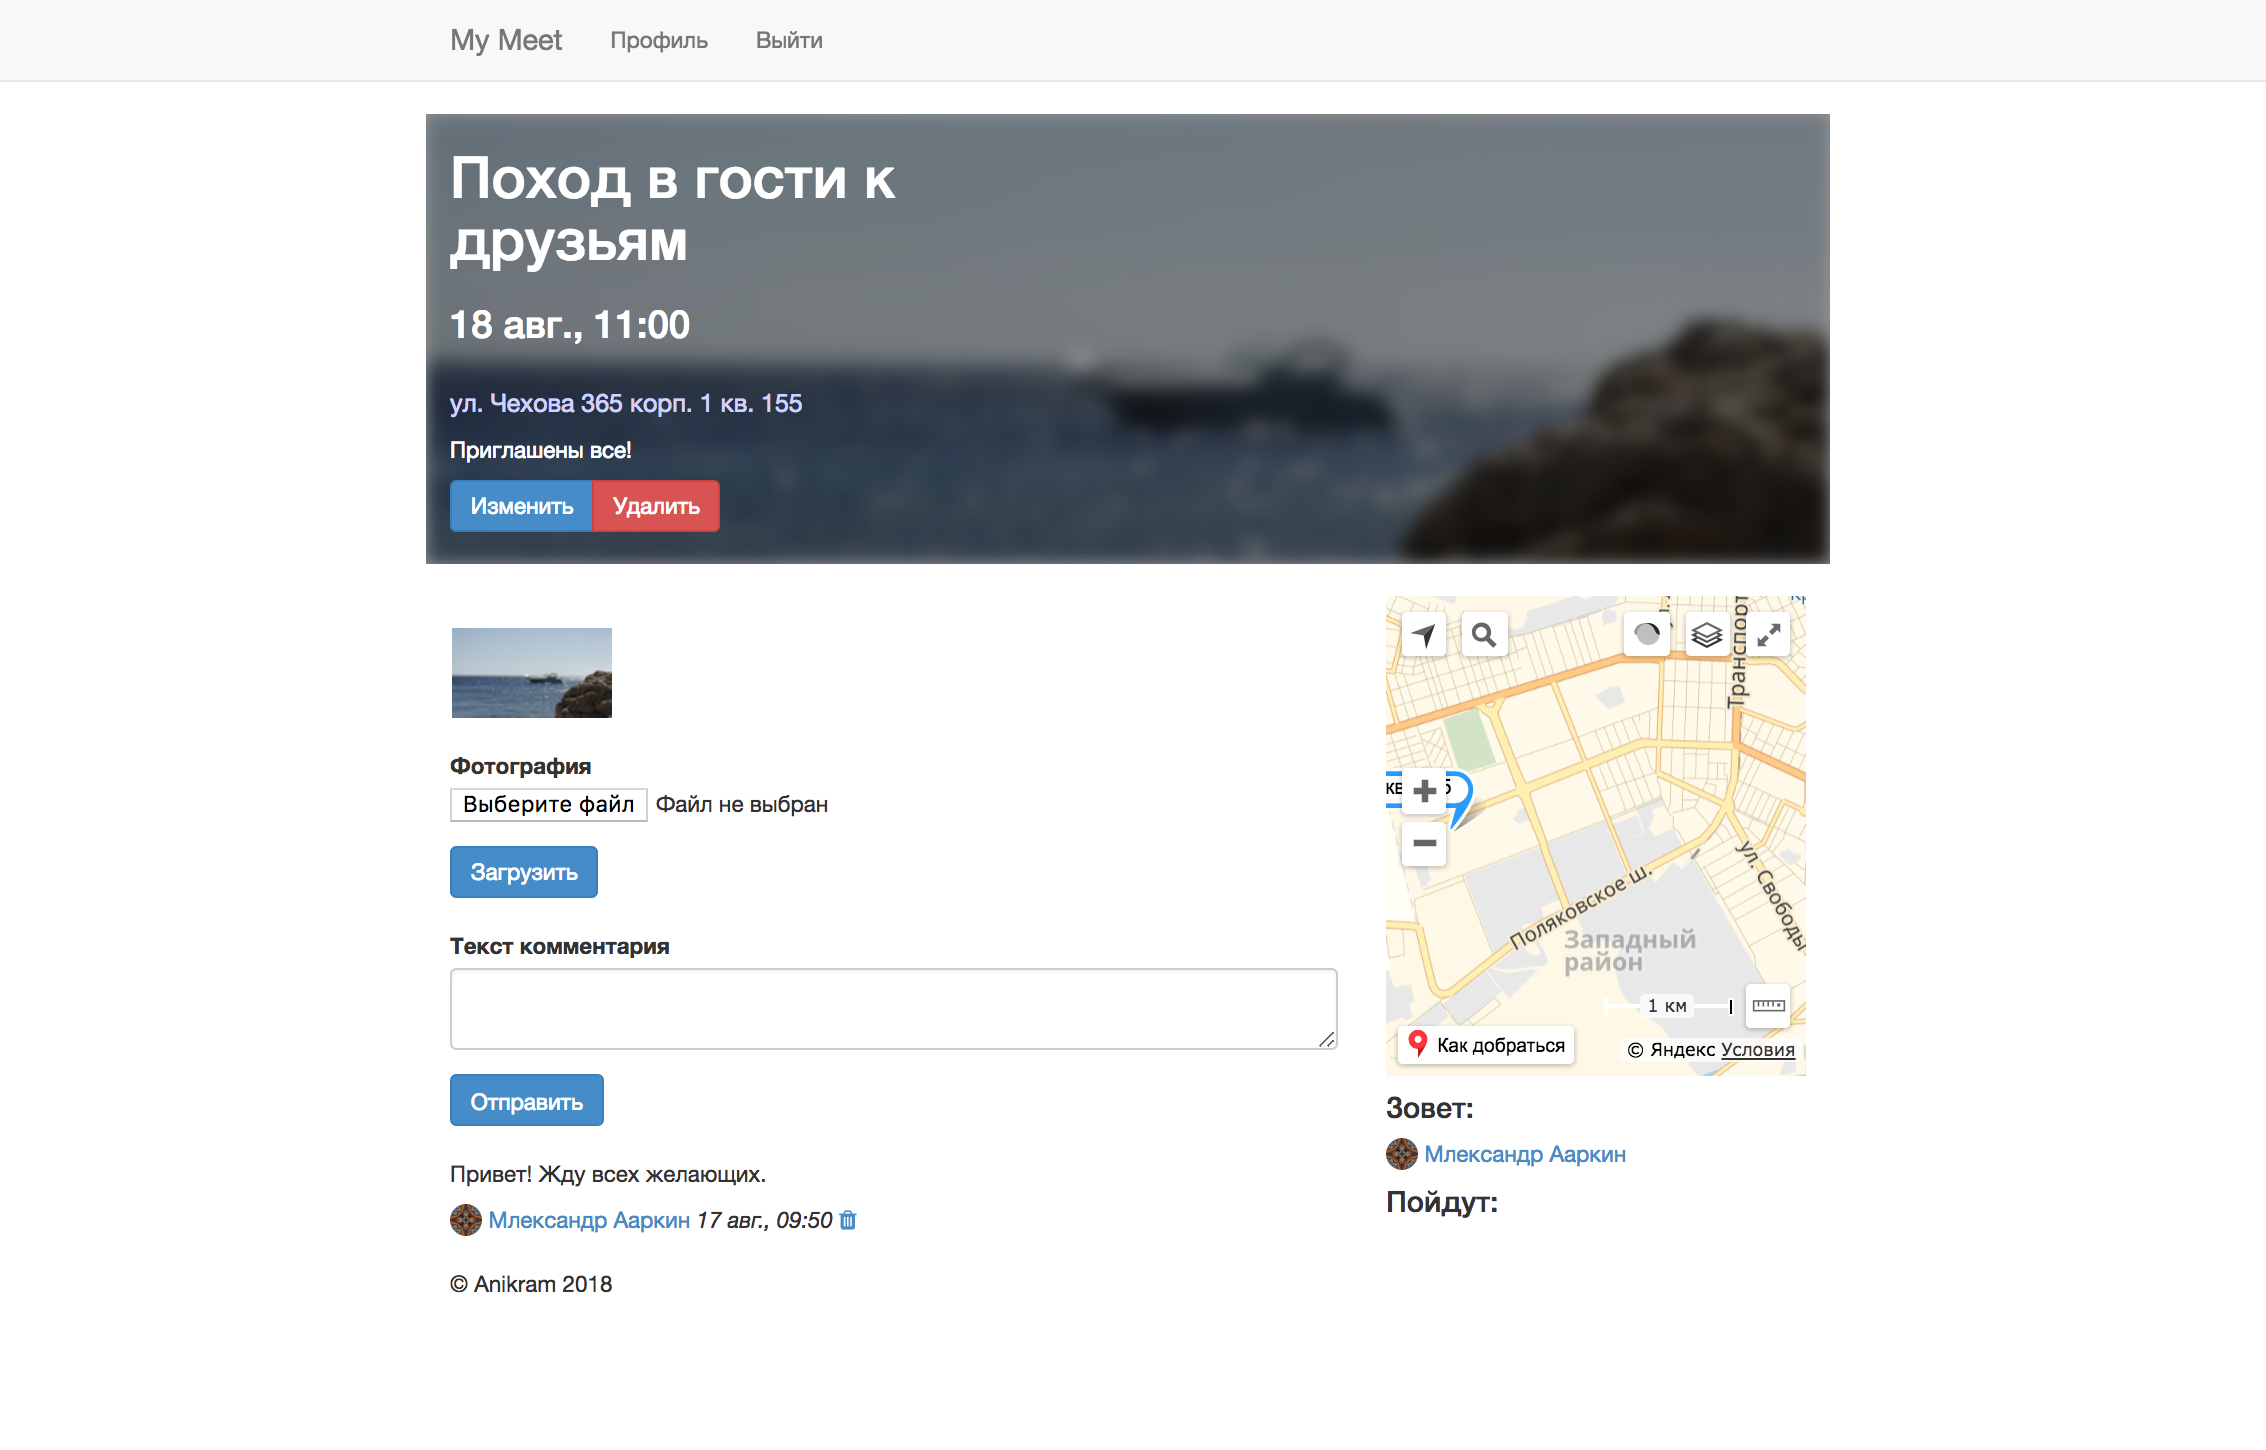 My Meet Профиль Выйти
Поход в гости к
друзьям
18 авг., 11:00
ул. Чехова 365 корп. 1 кв. 155
Приглашены все!
Изменить Удалить
Фотография
Выберите файл Файл не выбран
Загрузить
Текст комментария
Отправить
Привет! Жду всех желающих.
Млександр Ааркин 17 авг., 09:50
© Anikram 2018
Транспорт
Поляковское ш.
ул. Свободы
Западный
район
1 км
Как добраться
© Яндекс Условия
Зовет:
Млександр Ааркин
Пойдут: